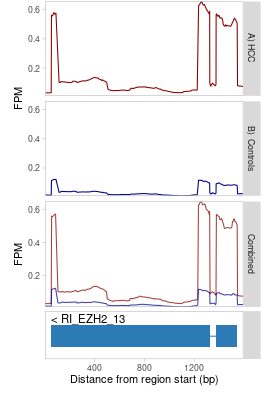 0.6
0.4
0.2
FPM
A) HCC
0.6
0.4
0.2
B) Controls
0.6
0.4
0.2
FPM
Combined
< RI_EZH2_13
400
800
1200
Distance from region start (bp)